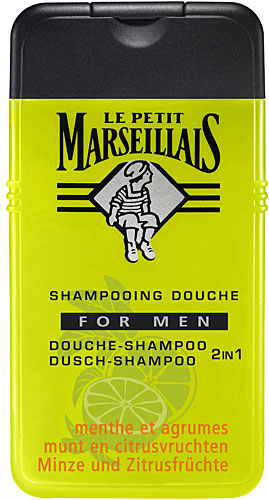 LE PETIT
MARSEILLAIS
SHAMPOOING DOUCHE
FOR MEN
DOUCHE-SHAMPOO
DUSCH-SHAMPOO 2IN1
menthe et agrumes
munt en citrusvruchten
Minze und Zitrusfrüchte